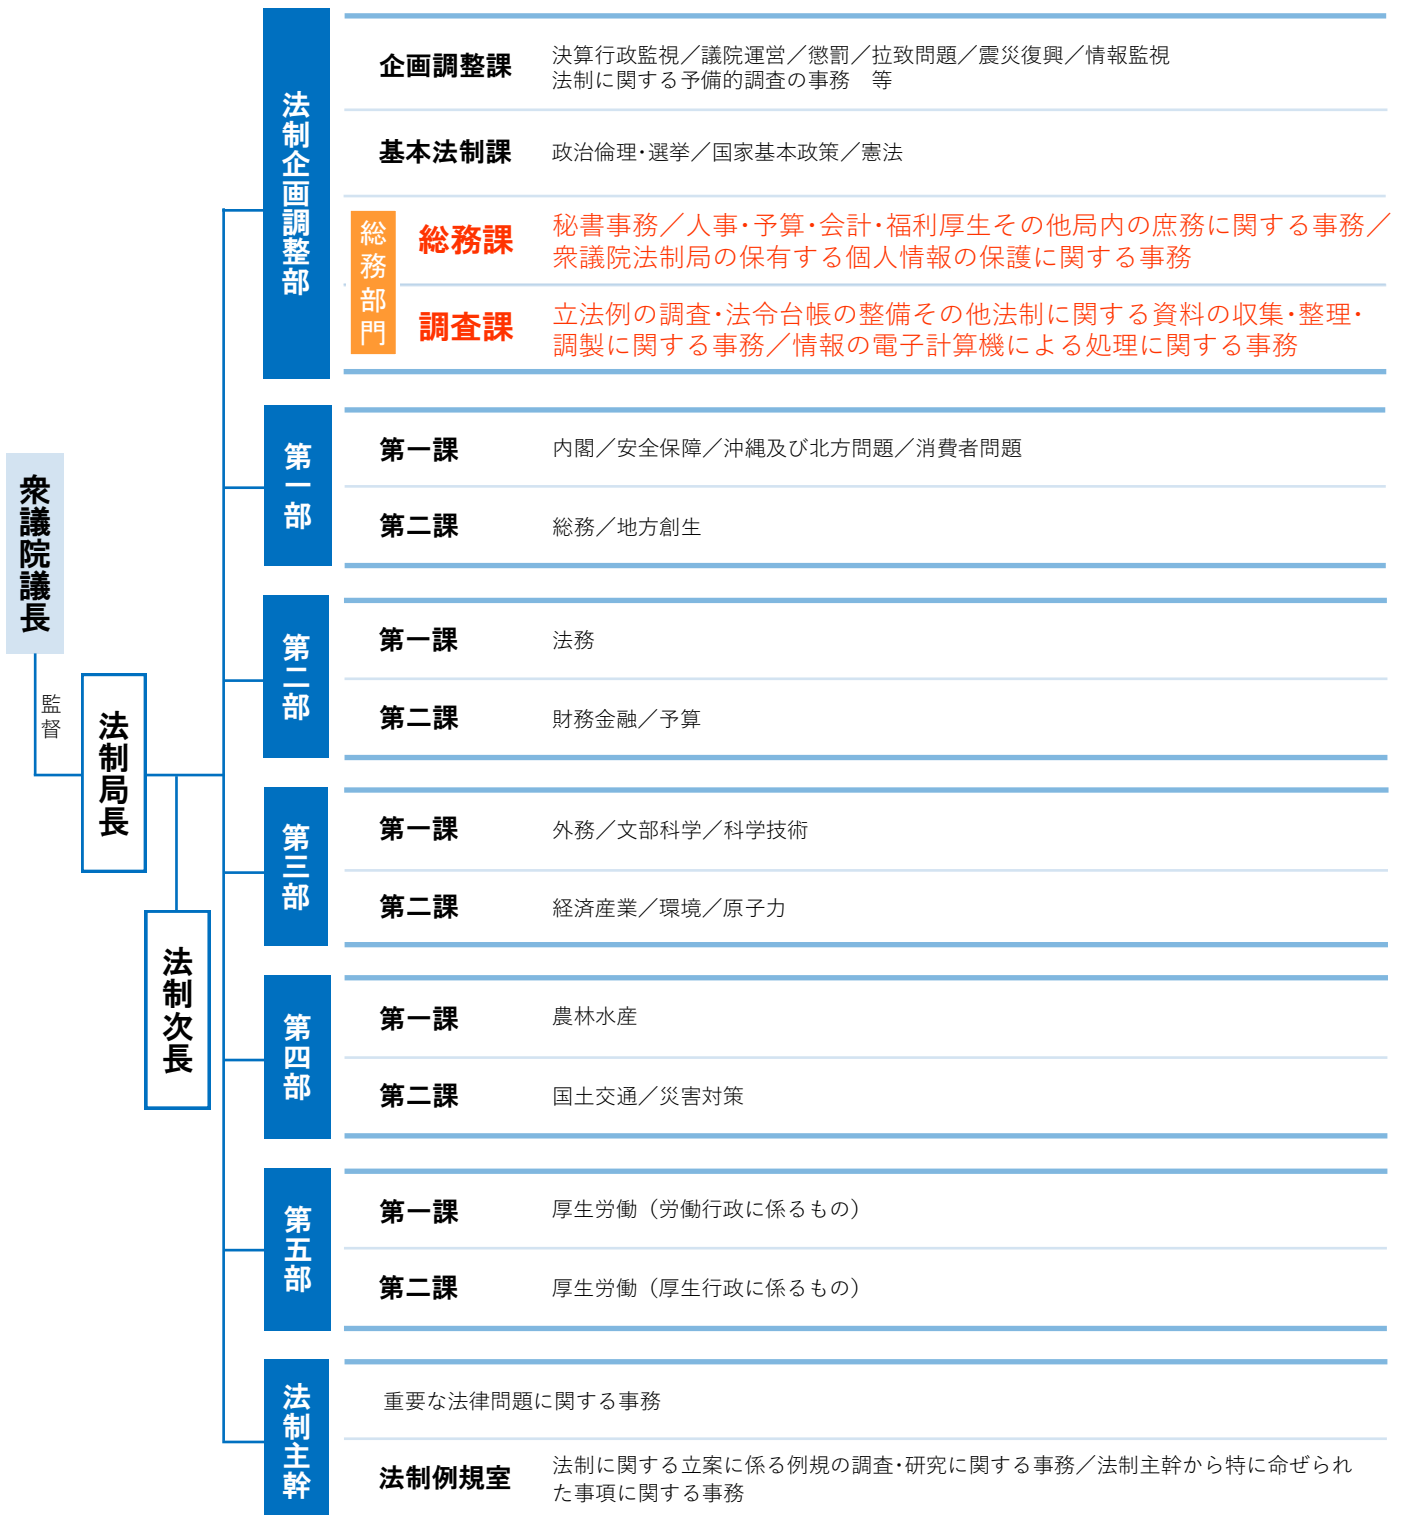 衆議院議長
監督
法制局長
法制次長
法制企画調整部
企画調整課
決算行政監視／議院運営／懲罰／拉致問題／震災復興／情報監視
法制に関する予備的調査の事務　等
基本法制課
政治倫理・選挙／国家基本政策／憲法
総務部門
総務課
秘書事務／人事・予算・会計・福利厚生その他局内の庶務に関する事務／
衆議院法制局の保有する個人情報の保護に関する事務
調査課
立法例の調査・法令台帳の整備その他法制に関する資料の収集・整理・
調製に関する事務／情報の電子計算機による処理に関する事務
第一部
第一課
内閣／安全保障／沖縄及び北方問題／消費者問題
第二課
総務／地方創生
第二部
第一課
法務
第二課
財務金融／予算
第三部
第一課
外務／文部科学／科学技術
第二課
経済産業／環境／原子力
第四部
第一課
農林水産
第二課
国土交通／災害対策
第五部
第一課
厚生労働（労働行政に係るもの）
第二課
厚生労働（厚生行政に係るもの）
法制主幹
重要な法律問題に関する事務
法制例規室
法制に関する立案に係る例規の調査・研究に関する事務／法制主幹から特に命ぜられ
た事項に関する事務